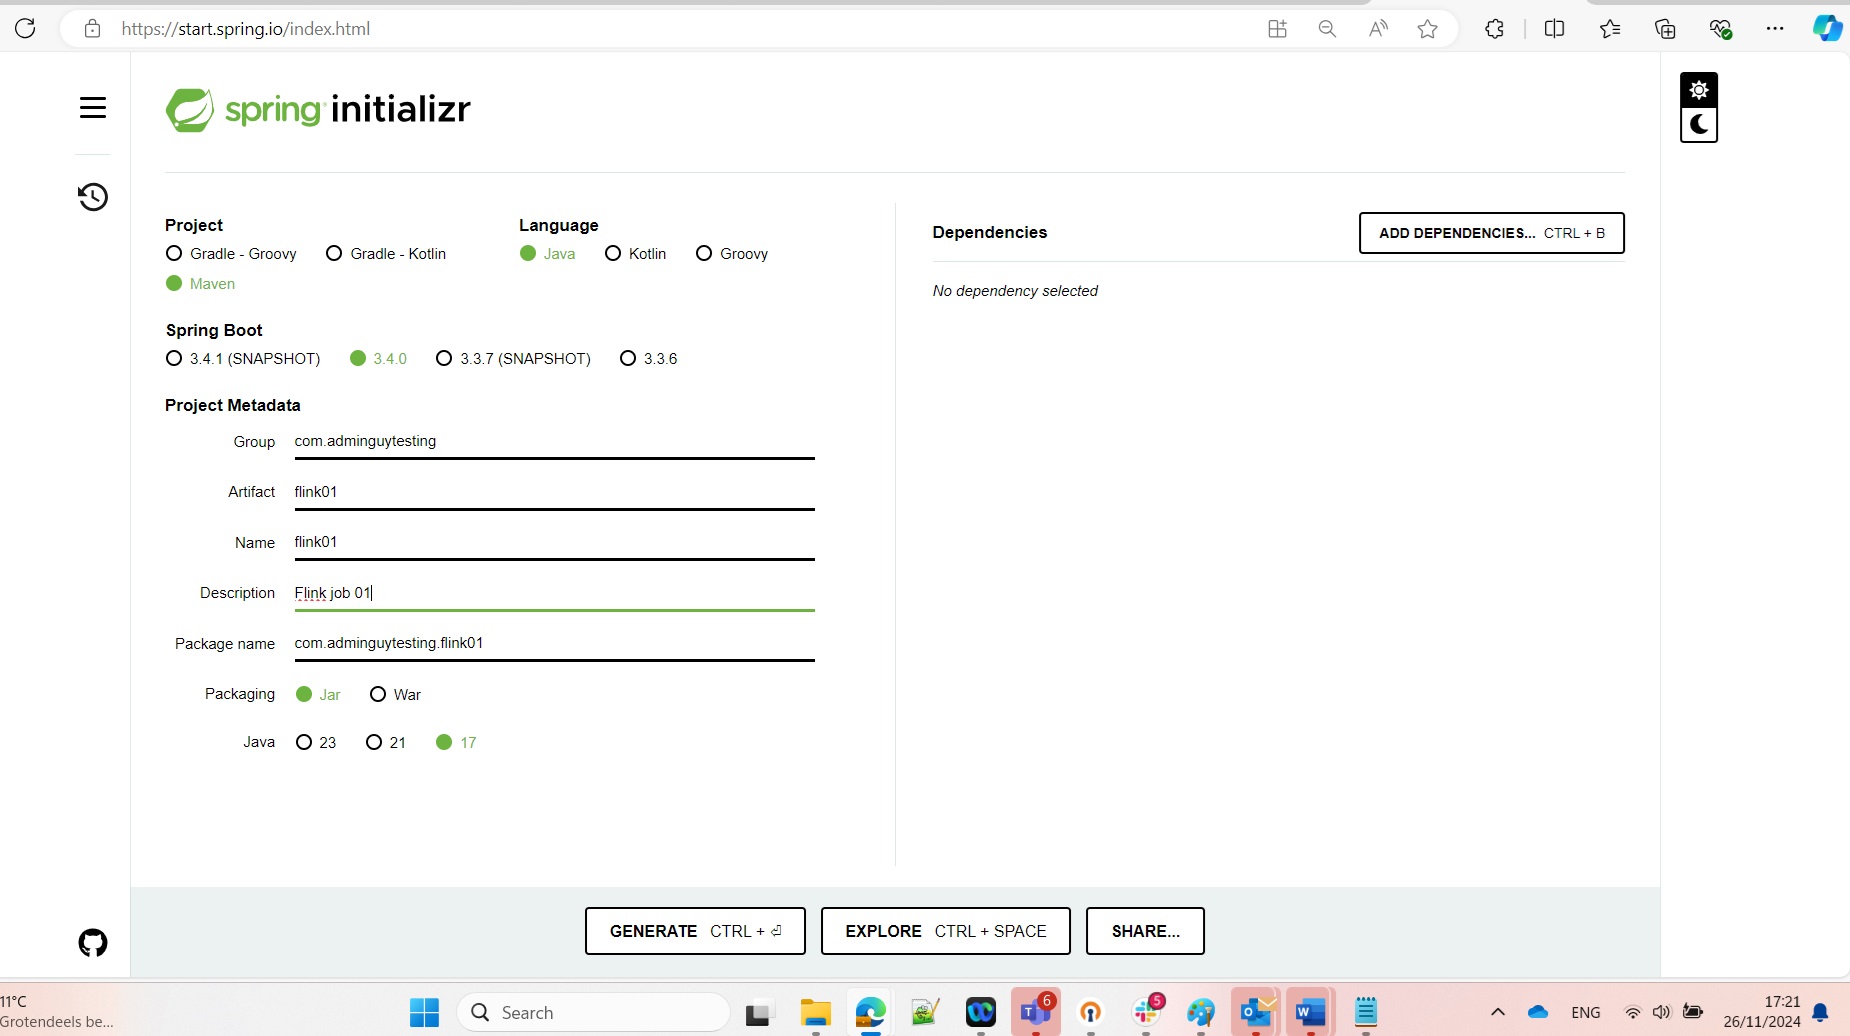 https://start.spring.io/index.html
spring initializr
Project
Gradle - Groovy
Gradle - Kotlin
Maven
Language
Java
Kotlin
Groovy
Spring Boot
3.4.1 (SNAPSHOT)
3.4.0
3.3.7 (SNAPSHOT)
3.3.6
Project Metadata
Group com.adminguytesting
Artifact flink01
Name flink01
Description Flink job 01
Package name com.adminguytesting.flink01
Packaging Jar War
Java 23 21 17
Dependencies
ADD DEPENDENCIES... CTRL + B
No dependency selected
GENERATE CTRL + ⏎
EXPLORE CTRL + SPACE
SHARE...
11°C
Grotendeels be...
Search
6
5
ENG
17:21
26/11/2024